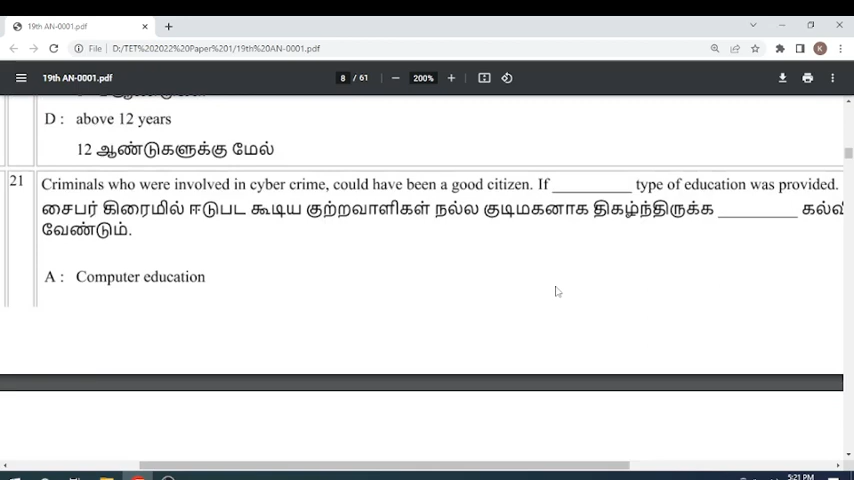 19th AN-0001.pdf
File D:/TET%202022%20Paper%201/19th%20AN-0001.pdf
K
19th AN-0001.pdf 8 / 61 — 200% +
D : above 12 years
12 ஆண்டுகளுக்கு மேல்
21 Criminals who were involved in cyber crime, could have been a good citizen. If __________ type of education was provided.
சைபர் கிரைமில் ஈடுபட கூடிய குற்றவாளிகள் நல்ல குடிமகனாக திகழ்ந்திருக்க __________
வேண்டும்.
A : Computer education
5:21 PM